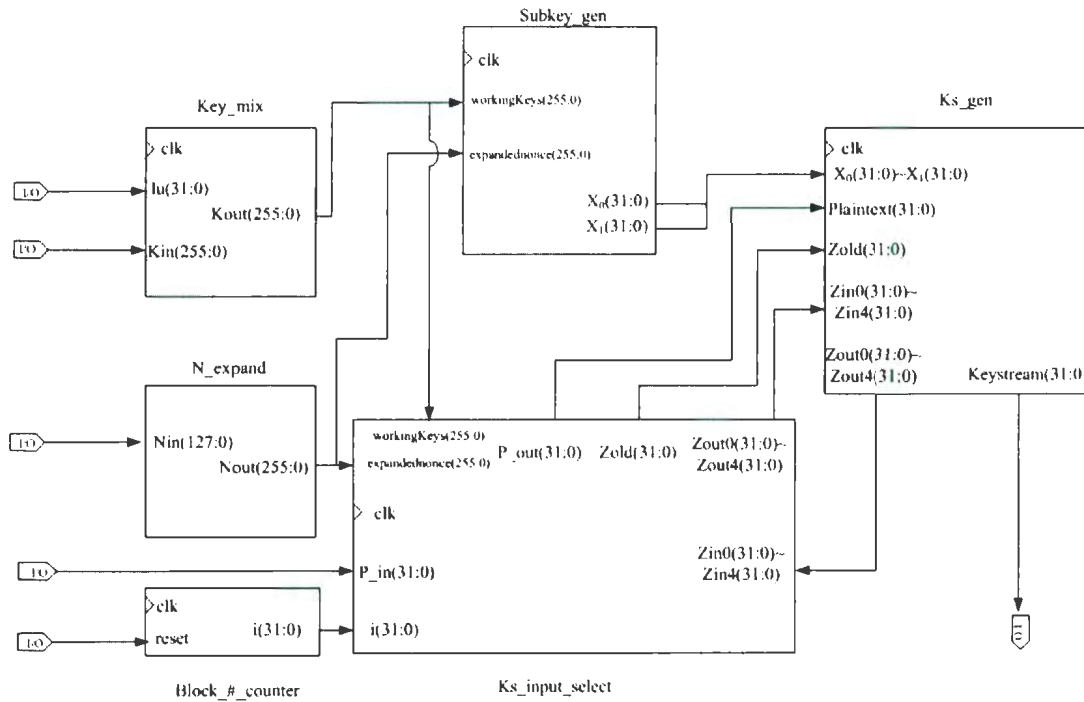 Subkey_gen
clk
workingKeys(255:0)
expandednonce(255:0)
X₀(31:0)
X₁(31:0)
Key_mix
clk
I/O
Iu(31:0)
Kout(255:0)
I/O
Kin(255:0)
Ks_gen
clk
X₀(31:0)~X₁(31:0)
Plaintext(31:0)
Zold(31:0)
Zin0(31:0)~
Zin4(31:0)
Zout0(31:0)~
Zout4(31:0)
Keystream(31:0
N_expand
I/O
Nin(127:0)
Nout(255:0)
workingKeys(255:0)
expandednonce(255:0)
P_out(31:0)
Zold(31:0)
Zout0(31:0)~
Zout4(31:0)
clk
I/O
P_in(31:0)
Zin0(31:0)~
Zin4(31:0)
clk
I/O
reset
i(31:0)
i(31:0)
Block_#_counter
Ks_input_select